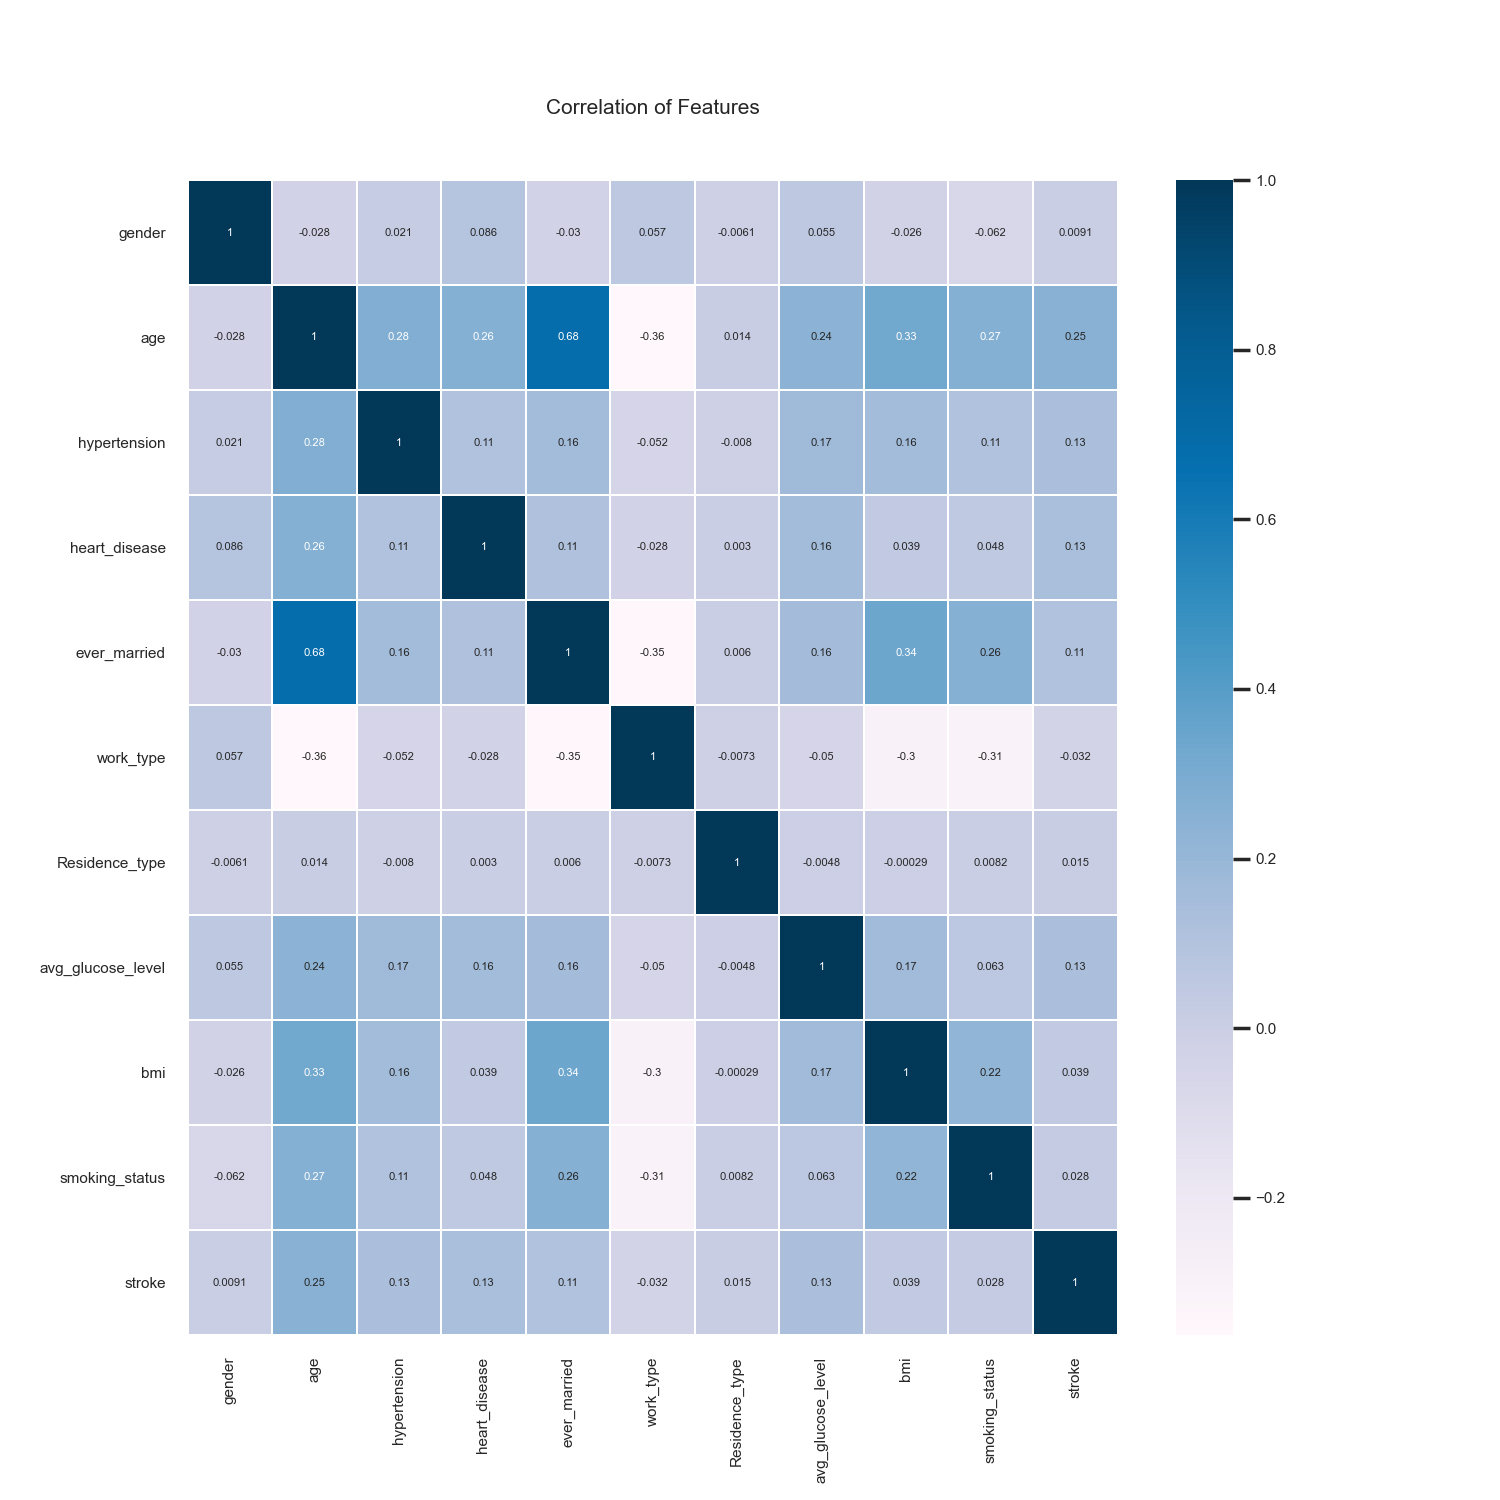 Correlation of Features
gender 1 -0.028 0.021 0.086 -0.03 0.057 -0.0061 0.055 -0.026 -0.062 0.0091
age -0.028 1 0.28 0.26 0.68 -0.36 0.014 0.24 0.33 0.27 0.25
hypertension 0.021 0.28 1 0.11 0.16 -0.052 -0.008 0.17 0.16 0.11 0.13
heart_disease 0.086 0.26 0.11 1 0.11 -0.028 0.003 0.16 0.039 0.048 0.13
ever_married -0.03 0.68 0.16 0.11 1 -0.35 0.006 0.16 0.34 0.26 0.11
work_type 0.057 -0.36 -0.052 -0.028 -0.35 1 -0.0073 -0.05 -0.3 -0.31 -0.032
Residence_type -0.0061 0.014 -0.008 0.003 0.006 -0.0073 1 -0.0048 -0.00029 0.0082 0.015
avg_glucose_level 0.055 0.24 0.17 0.16 0.16 -0.05 -0.0048 1 0.17 0.063 0.13
bmi -0.026 0.33 0.16 0.039 0.34 -0.3 -0.00029 0.17 1 0.22 0.039
smoking_status -0.062 0.27 0.11 0.048 0.26 -0.31 0.0082 0.063 0.22 1 0.028
stroke 0.0091 0.25 0.13 0.13 0.11 -0.032 0.015 0.13 0.039 0.028 1
gender
age
hypertension
heart_disease
ever_married
work_type
Residence_type
avg_glucose_level
bmi
smoking_status
stroke
1.0
0.8
0.6
0.4
0.2
0.0
−0.2